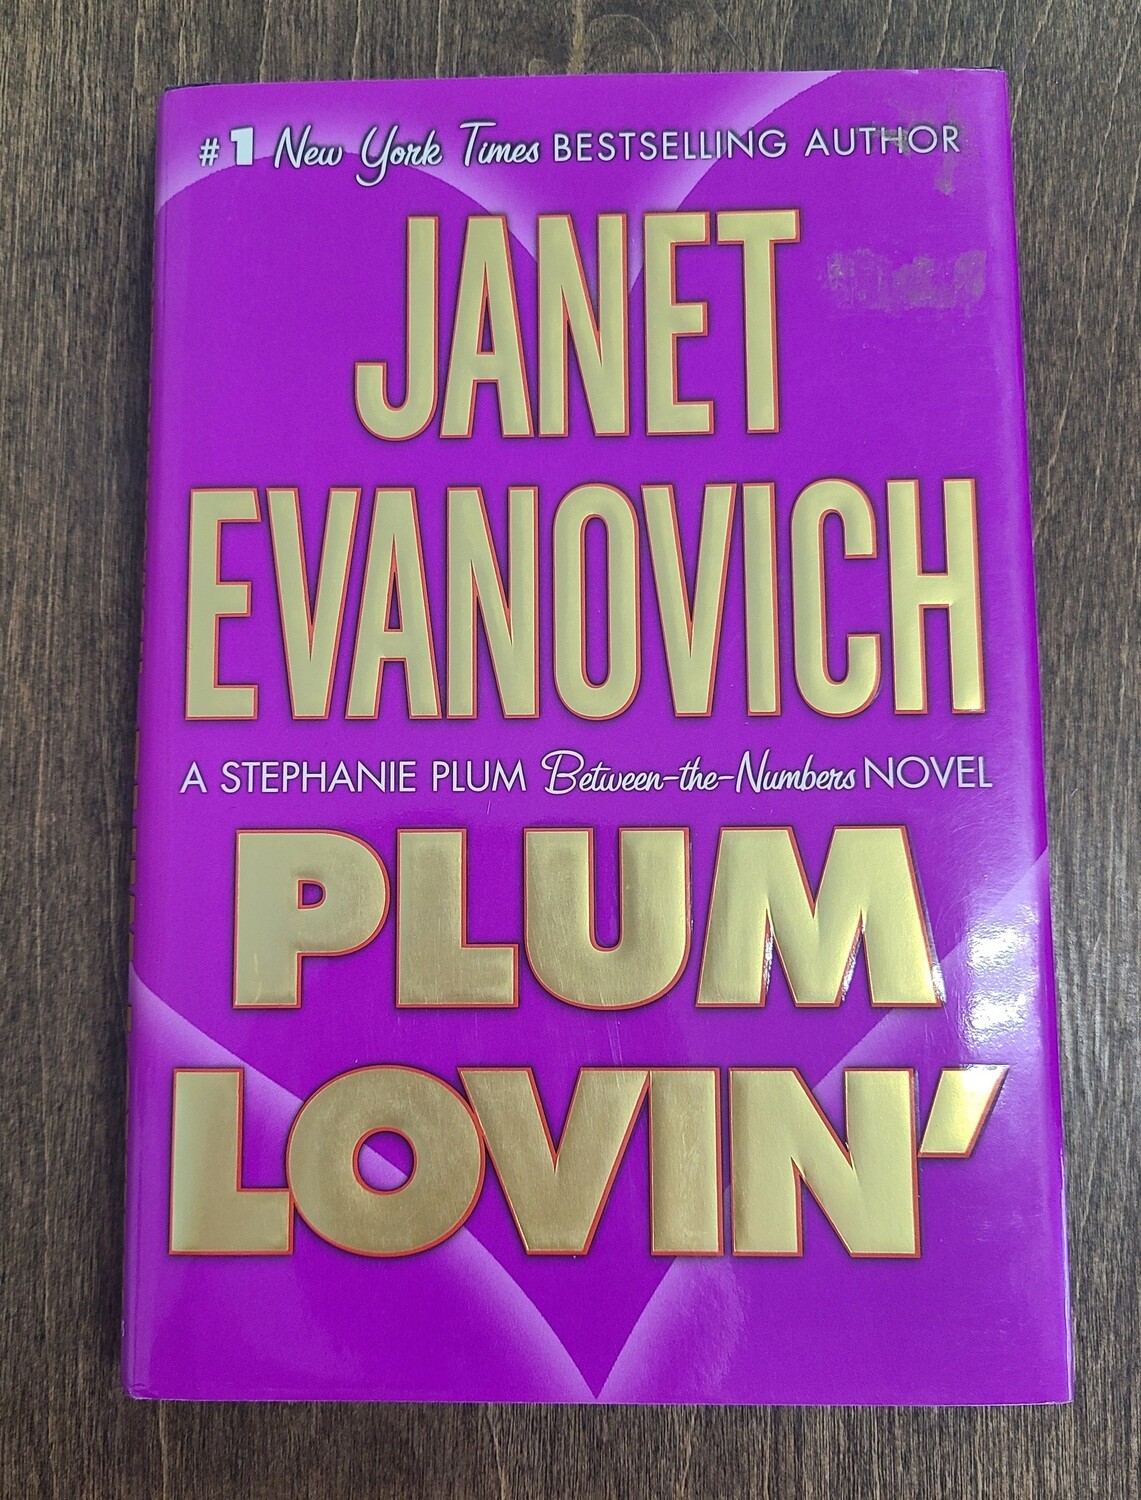 #1 New York Times BESTSELLING AUTHOR
JANET
EVANOVICH
A STEPHANIE PLUM Between-the-Numbers NOVEL
PLUM
LOVIN'